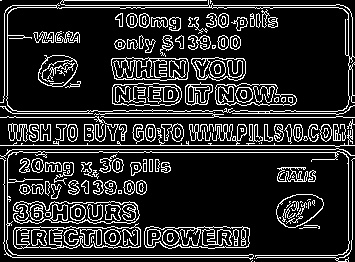 VIAGRA
100mg x 30 pills
only $139.00
WHEN YOU
NEED IT NOW...
WISH TO BUY? GO TO WWW.PILLS10.COM!
20mg x 30 pills
only $139.00
36-HOURS
ERECTION POWER!!
CIALIS